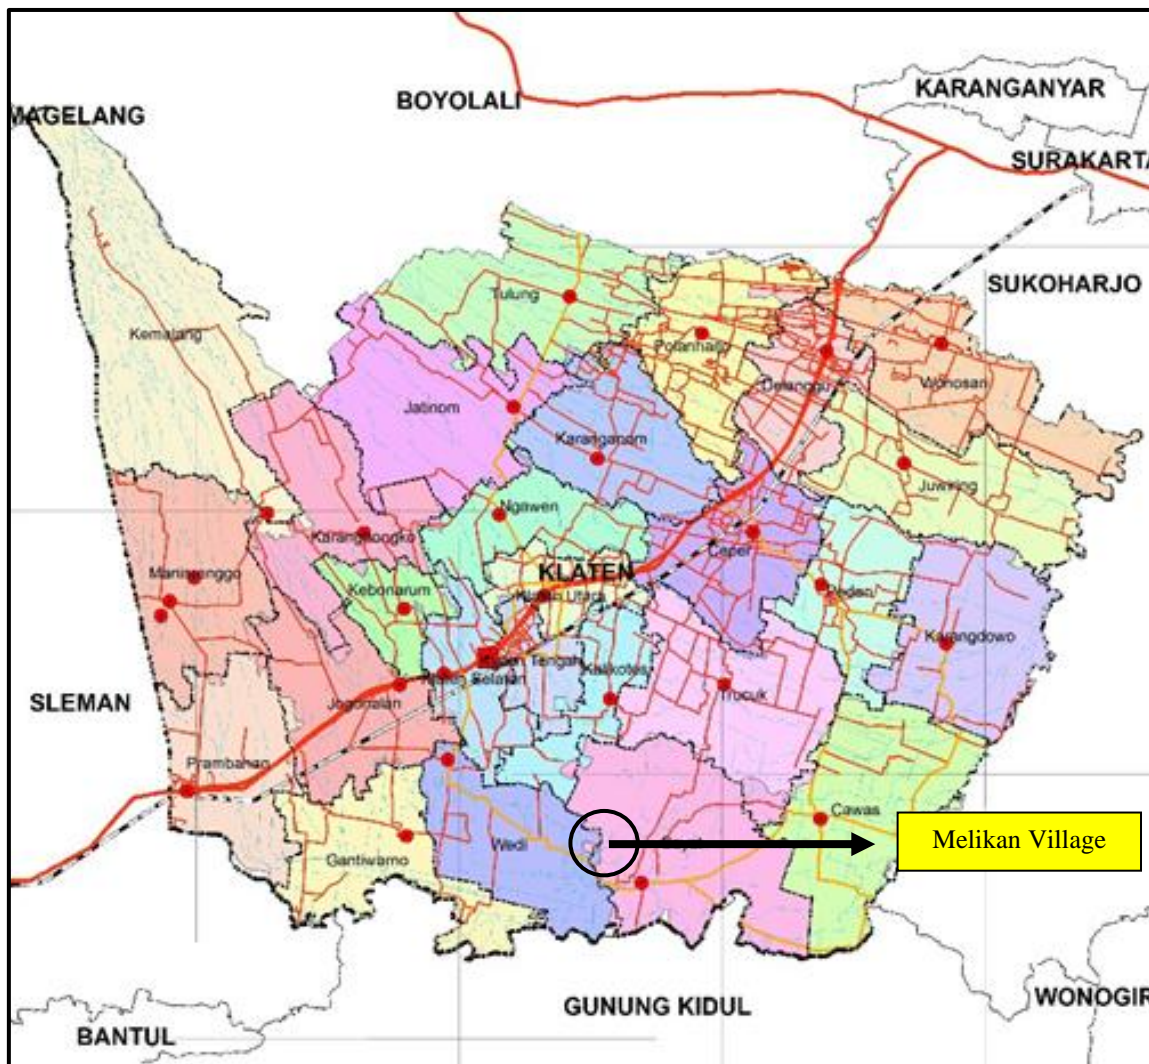 KARANGANYAR
BOYOLALI
MAGELANG
SURAKARTA
SUKOHARJO
Tulung
Kemalang
Polanharjo
Delanggu
Wonosari
Jatinom
Karanganom
Juwiring
Ngawen
Karangnongko
Ceper
KLATEN
Manisrenggo
Kebonarum
Klaten Utara
Pedan
Karangdowo
Klaten Tengah
Kalikotes
Klaten Selatan
Trucuk
SLEMAN
Jogonalan
Prambanan
Cawas
Melikan Village
Wedi
Gantiwarno
GUNUNG KIDUL
WONOGIR
BANTUL